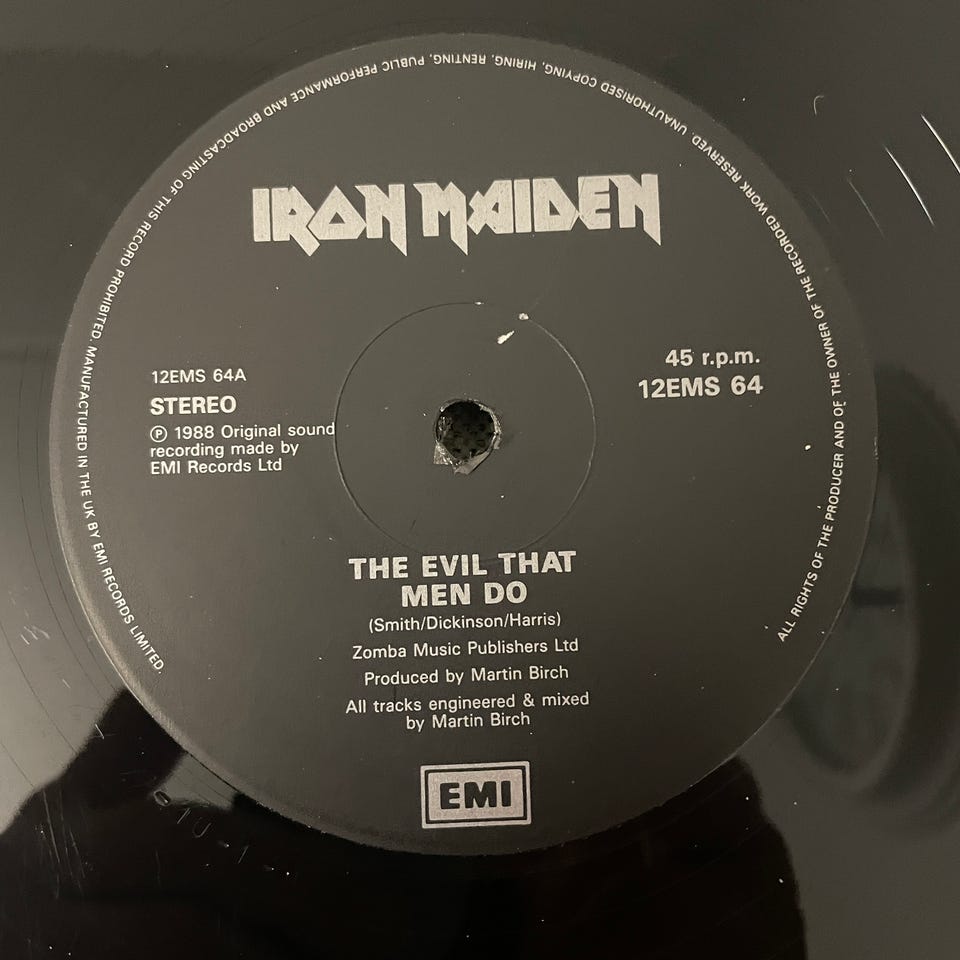 IRON MAIDEN
12EMS 64A
STEREO
Ⓟ 1988 Original sound
recording made by
EMI Records Ltd
45 r.p.m.
12EMS 64
THE EVIL THAT
MEN DO
(Smith/Dickinson/Harris)
Zomba Music Publishers Ltd
Produced by Martin Birch
All tracks engineered & mixed
by Martin Birch
EMI
ALL RIGHTS OF THE PRODUCER AND OF THE OWNER OF THE RECORDED WORK RESERVED. UNAUTHORISED COPYING, HIRING, RENTING, PUBLIC PERFORMANCE AND BROADCASTING OF THIS RECORD PROHIBITED. MANUFACTURED IN THE UK BY EMI RECORDS LIMITED.